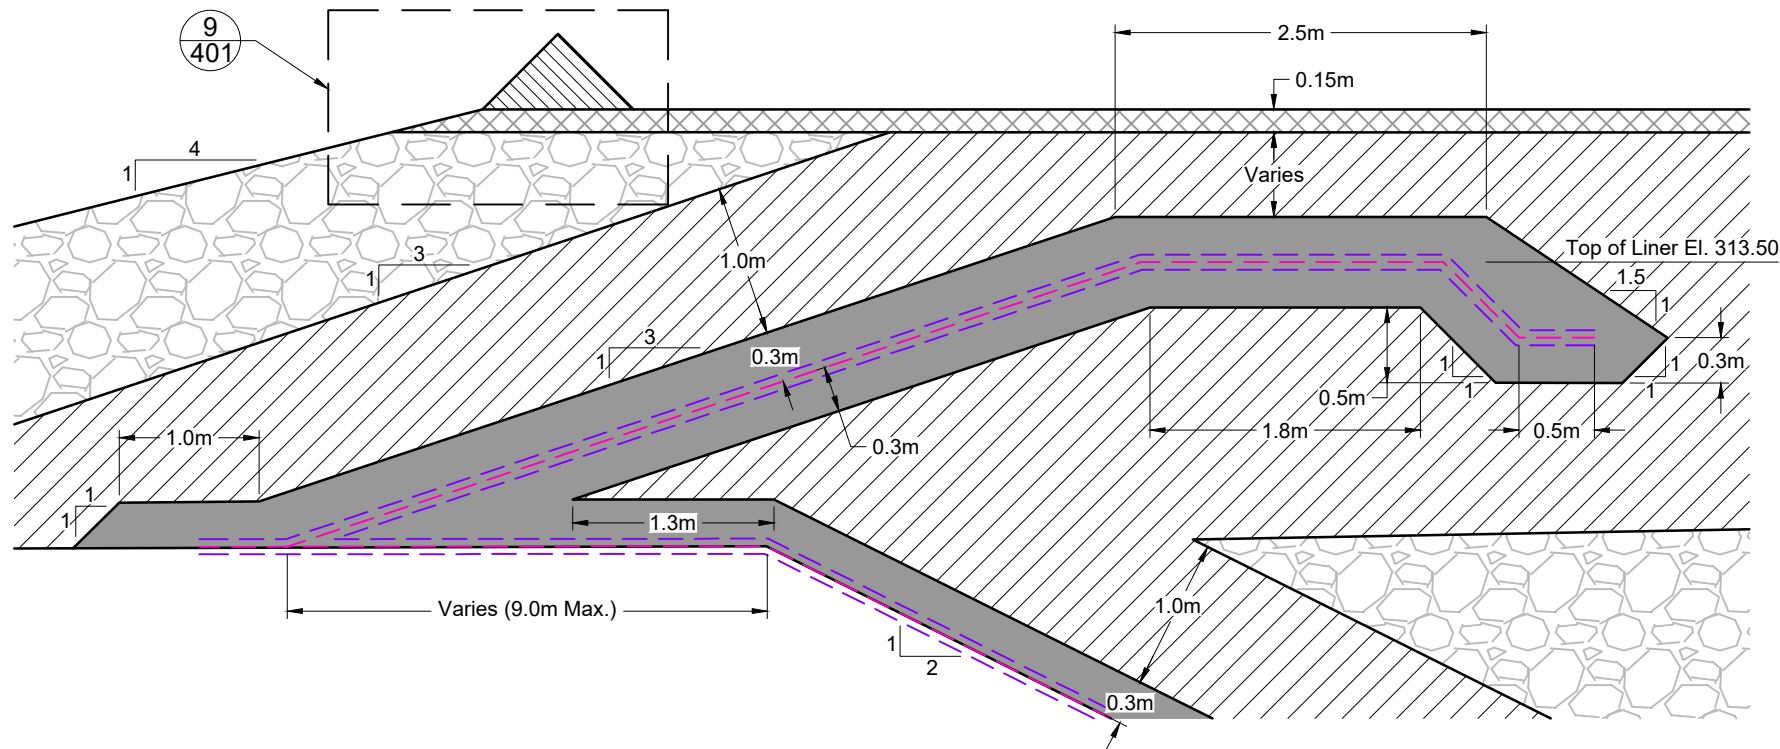 9
401
2.5m
0.15m
4
1
Varies
3
1
1.0m
Top of Liner El. 313.50
1.5
1
3
1
0.3m
0.3m
1
1
1
1
0.5m
1.0m
1.8m
0.5m
0.3m
1
1
1.3m
Varies (9.0m Max.)
1.0m
1
2
0.3m